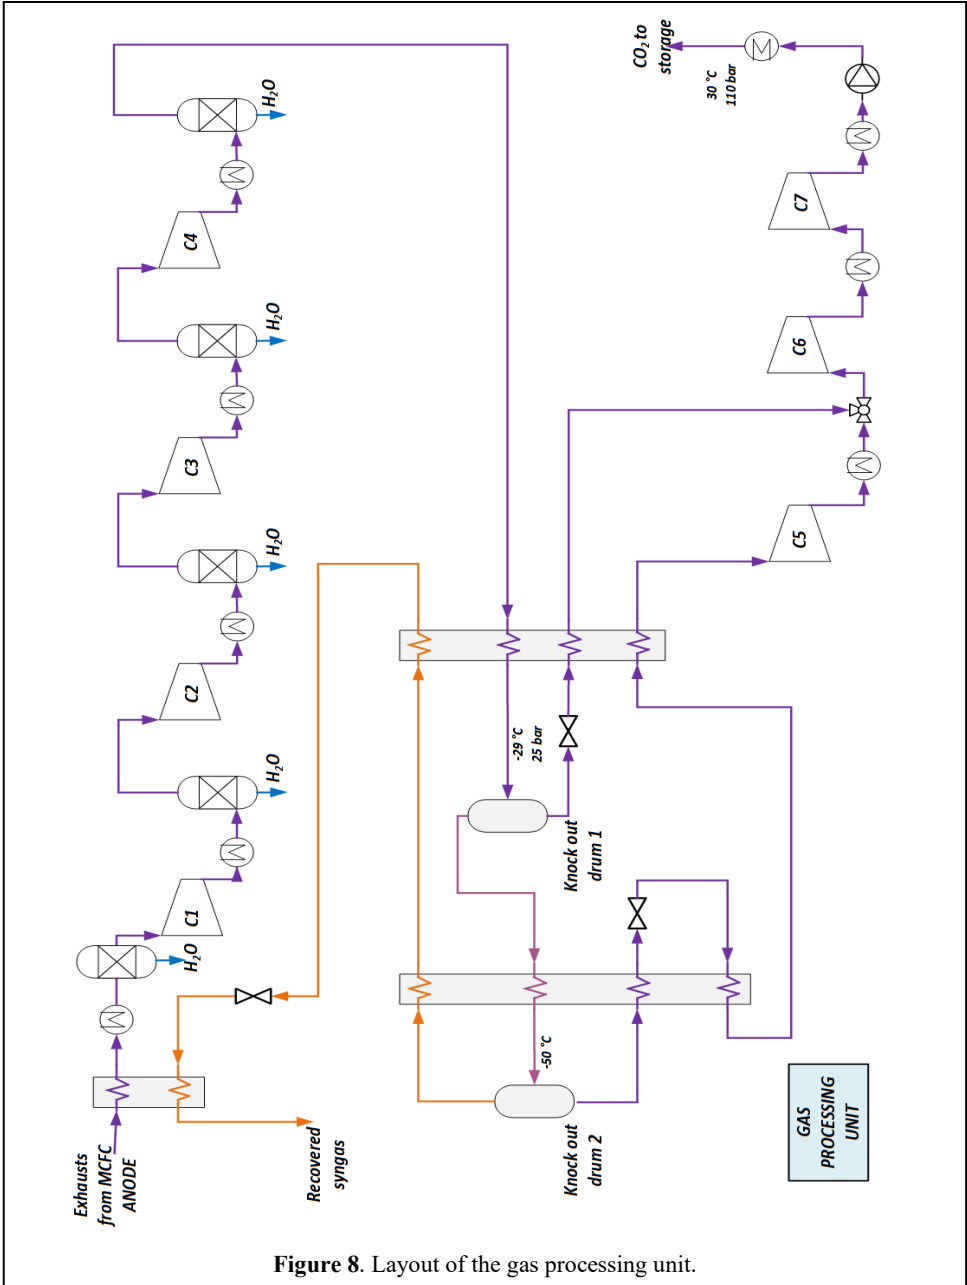 Exhausts
from MCFC
ANODE
Recovered
syngas
H₂O
C1
H₂O
C2
H₂O
C3
H₂O
C4
H₂O
-29 °C
25 bar
Knock out
drum 1
-50 °C
Knock out
drum 2
C5
C6
C7
30 °C
110 bar
CO₂ to
storage
GAS
PROCESSING
UNIT
Figure 8. Layout of the gas processing unit.